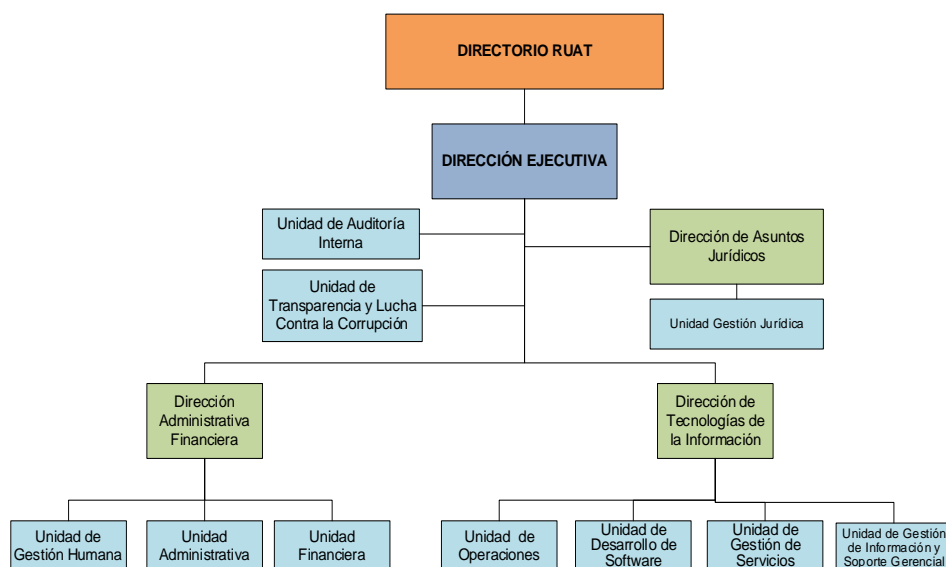 DIRECTORIO RUAT
DIRECCIÓN EJECUTIVA
Unidad de Auditoría
Interna
Dirección de Asuntos
Jurídicos
Unidad de
Transparencia y Lucha
Contra la Corrupción
Unidad Gestión Jurídica
Dirección
Administrativa
Financiera
Dirección de
Tecnologías de
la Información
Unidad de
Gestión Humana
Unidad
Administrativa
Unidad
Financiera
Unidad de
Operaciones
Unidad de
Desarrollo de
Software
Unidad de
Gestión de
Servicios
Unidad de Gestión
de Información y
Soporte Gerencial